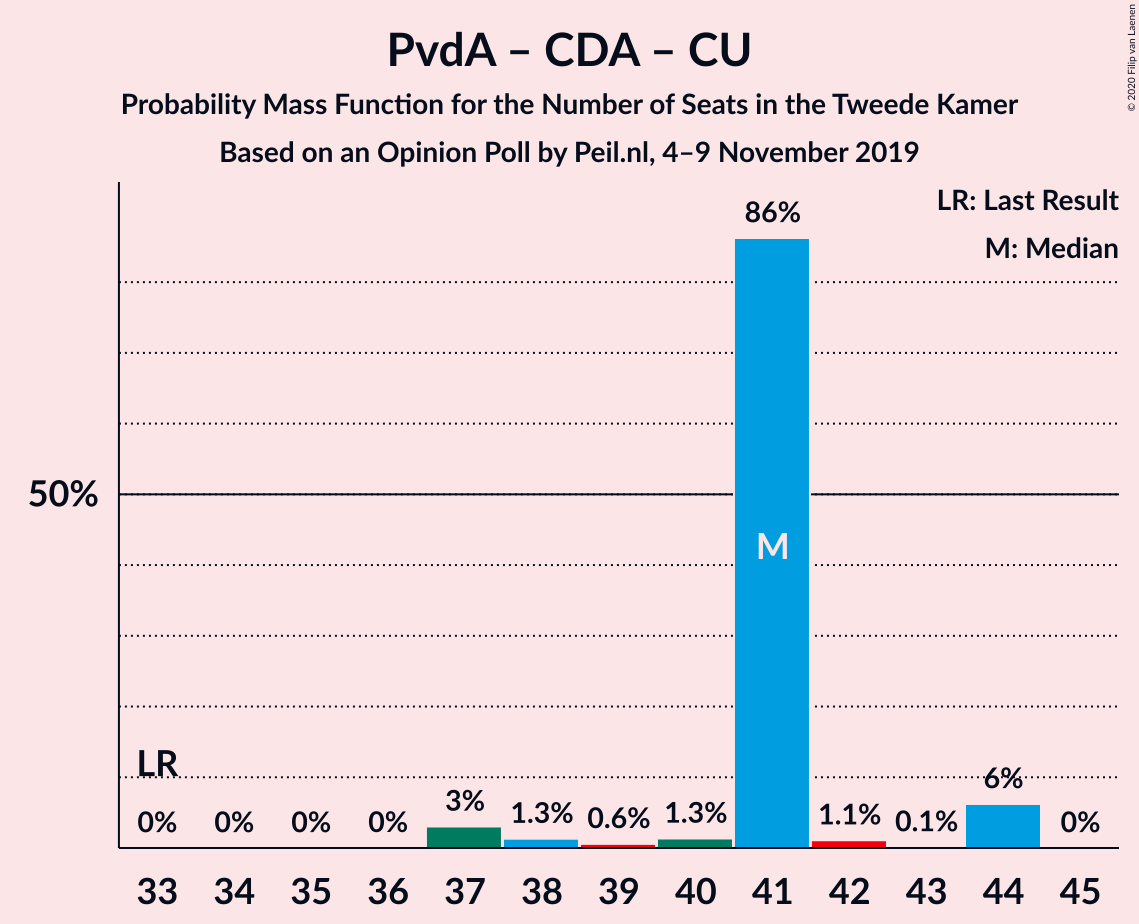 PvdA – CDA – CU
Probability Mass Function for the Number of Seats in the Tweede Kamer
Based on an Opinion Poll by Peil.nl, 4–9 November 2019
© 2020 Filip van Laenen
LR: Last Result
M: Median
86%
50%
M
LR
0% 0% 0% 0% 3% 1.3% 0.6% 1.3% 1.1% 0.1% 6% 0%
33 34 35 36 37 38 39 40 41 42 43 44 45